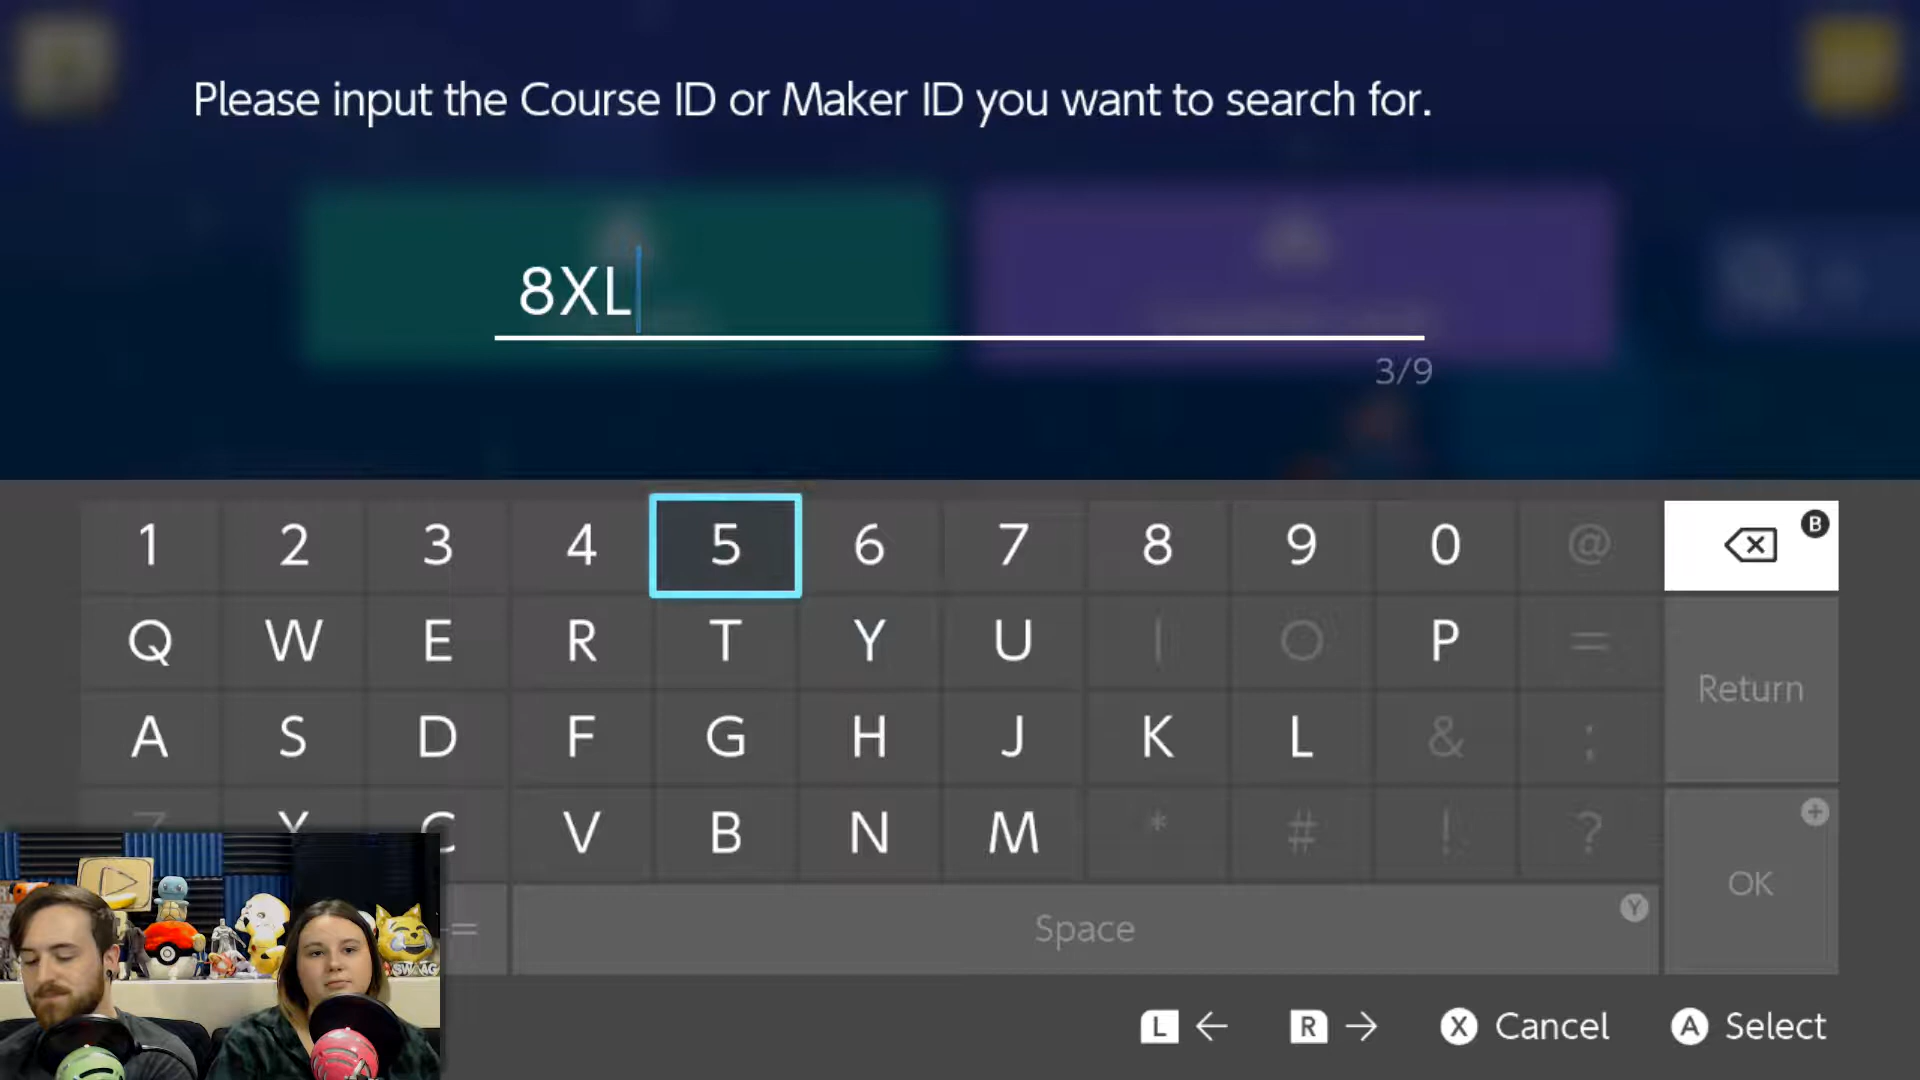 Please input the Course ID or Maker ID you want to search for.
8XL
3/9
1 2 3 4 5 6 7 8 9 0 @ B
Q W E R T Y U I O P =
Return
A S D F G H J K L & ;
Z X C V B N M * # ! ? +
OK
Space Y
SWAG
L ← R → X Cancel A Select